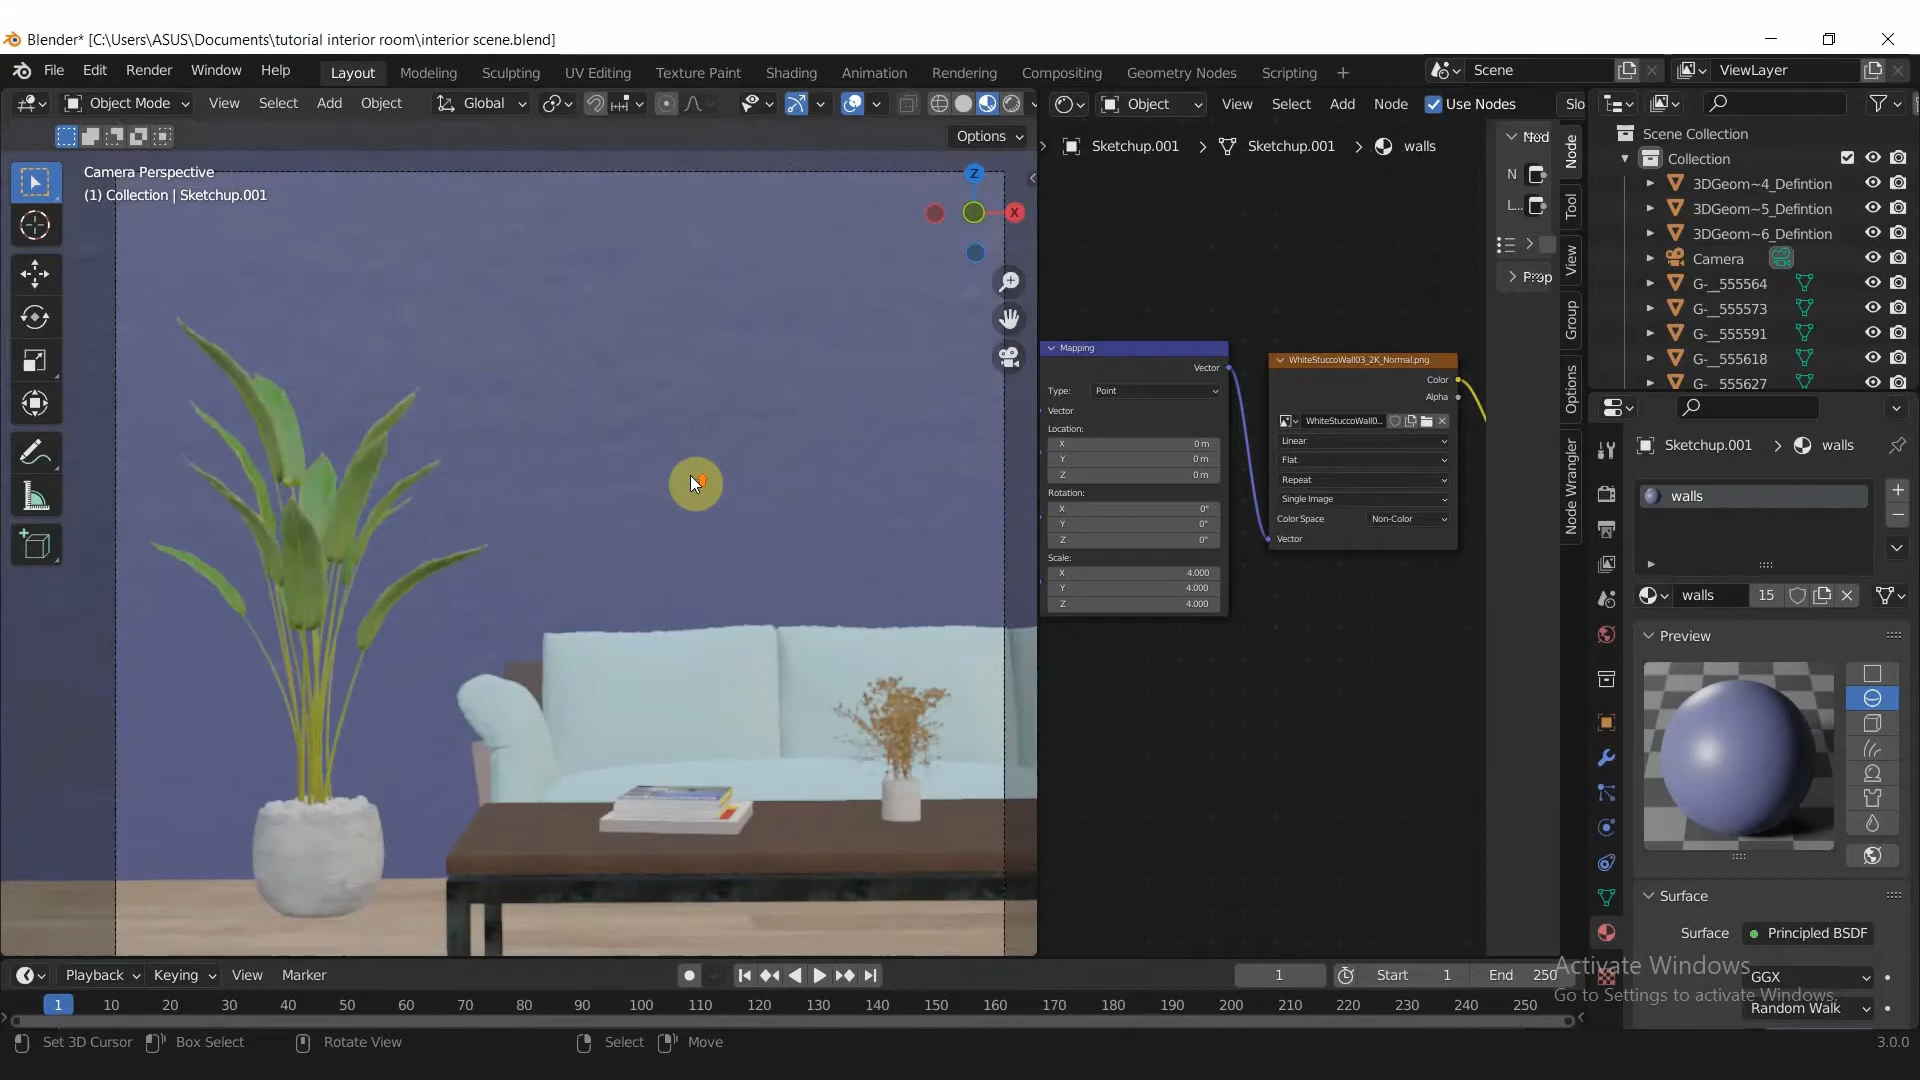 Blender* [C:\Users\ASUS\Documents\tutorial interior room\interior scene.blend]
File Edit Render Window Help
Layout Modeling Sculpting UV Editing Texture Paint Shading Animation Rendering Compositing Geometry Nodes Scripting +
Scene
ViewLayer
Object Mode View Select Add Object
Global
Object View Select Add Node Use Nodes Slo
Options
Camera Perspective
(1) Collection | Sketchup.001
Z
X
Sketchup.001 > Sketchup.001 > walls
Nod
N
L...
Prop
Node
Tool
View
Group
Options
Node Wrangler
Mapping
Vector
Type: Point
Vector
Location:
X 0 m
Y 0 m
Z 0 m
Rotation:
X 0°
Y 0°
Z 0°
Scale:
X 4.000
Y 4.000
Z 4.000
WhiteStuccoWall03_2K_Normal.png
Color
Alpha
WhiteStuccoWall0...
Linear
Flat
Repeat
Single Image
Color Space Non-Color
Vector
Scene Collection
Collection
3DGeom~4_Defintion
3DGeom~5_Defintion
3DGeom~6_Defintion
Camera
G-__555564
G-__555573
G-__555591
G-__555618
G-__555627
Sketchup.001 > walls
walls
walls 15
Preview
Surface
Surface Principled BSDF
GGX
Random Walk
Activate Windows
Go to Settings to activate Windows.
Playback Keying View Marker
1
Start 1 End 250
1 10 20 30 40 50 60 70 80 90 100 110 120 130 140 150 160 170 180 190 200 210 220 230 240 250
Set 3D Cursor Box Select Rotate View Select Move
3.0.0